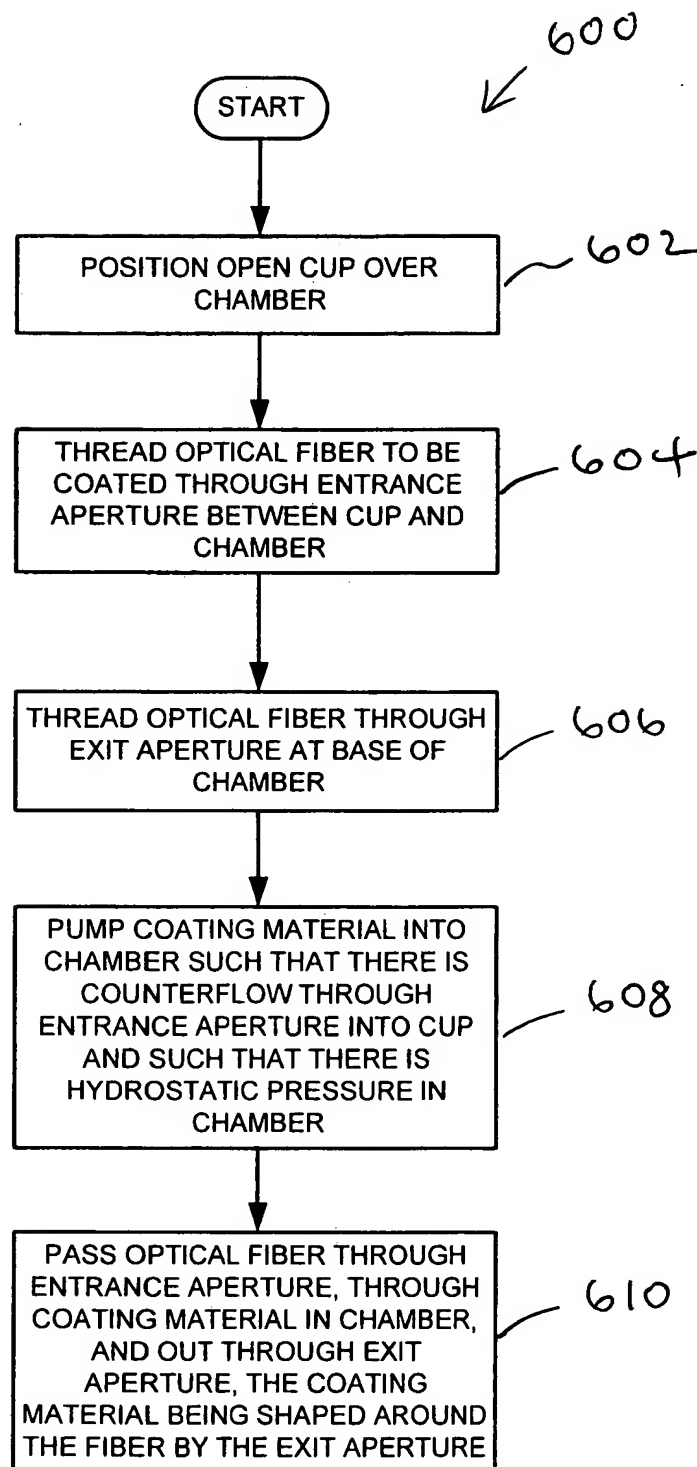 600
START
POSITION OPEN CUP OVER
CHAMBER
602
THREAD OPTICAL FIBER TO BE
COATED THROUGH ENTRANCE
APERTURE BETWEEN CUP AND
CHAMBER
604
THREAD OPTICAL FIBER THROUGH
EXIT APERTURE AT BASE OF
CHAMBER
606
PUMP COATING MATERIAL INTO
CHAMBER SUCH THAT THERE IS
COUNTERFLOW THROUGH
ENTRANCE APERTURE INTO CUP
AND SUCH THAT THERE IS
HYDROSTATIC PRESSURE IN
CHAMBER
608
PASS OPTICAL FIBER THROUGH
ENTRANCE APERTURE, THROUGH
COATING MATERIAL IN CHAMBER,
AND OUT THROUGH EXIT
APERTURE, THE COATING
MATERIAL BEING SHAPED AROUND
THE FIBER BY THE EXIT APERTURE
610